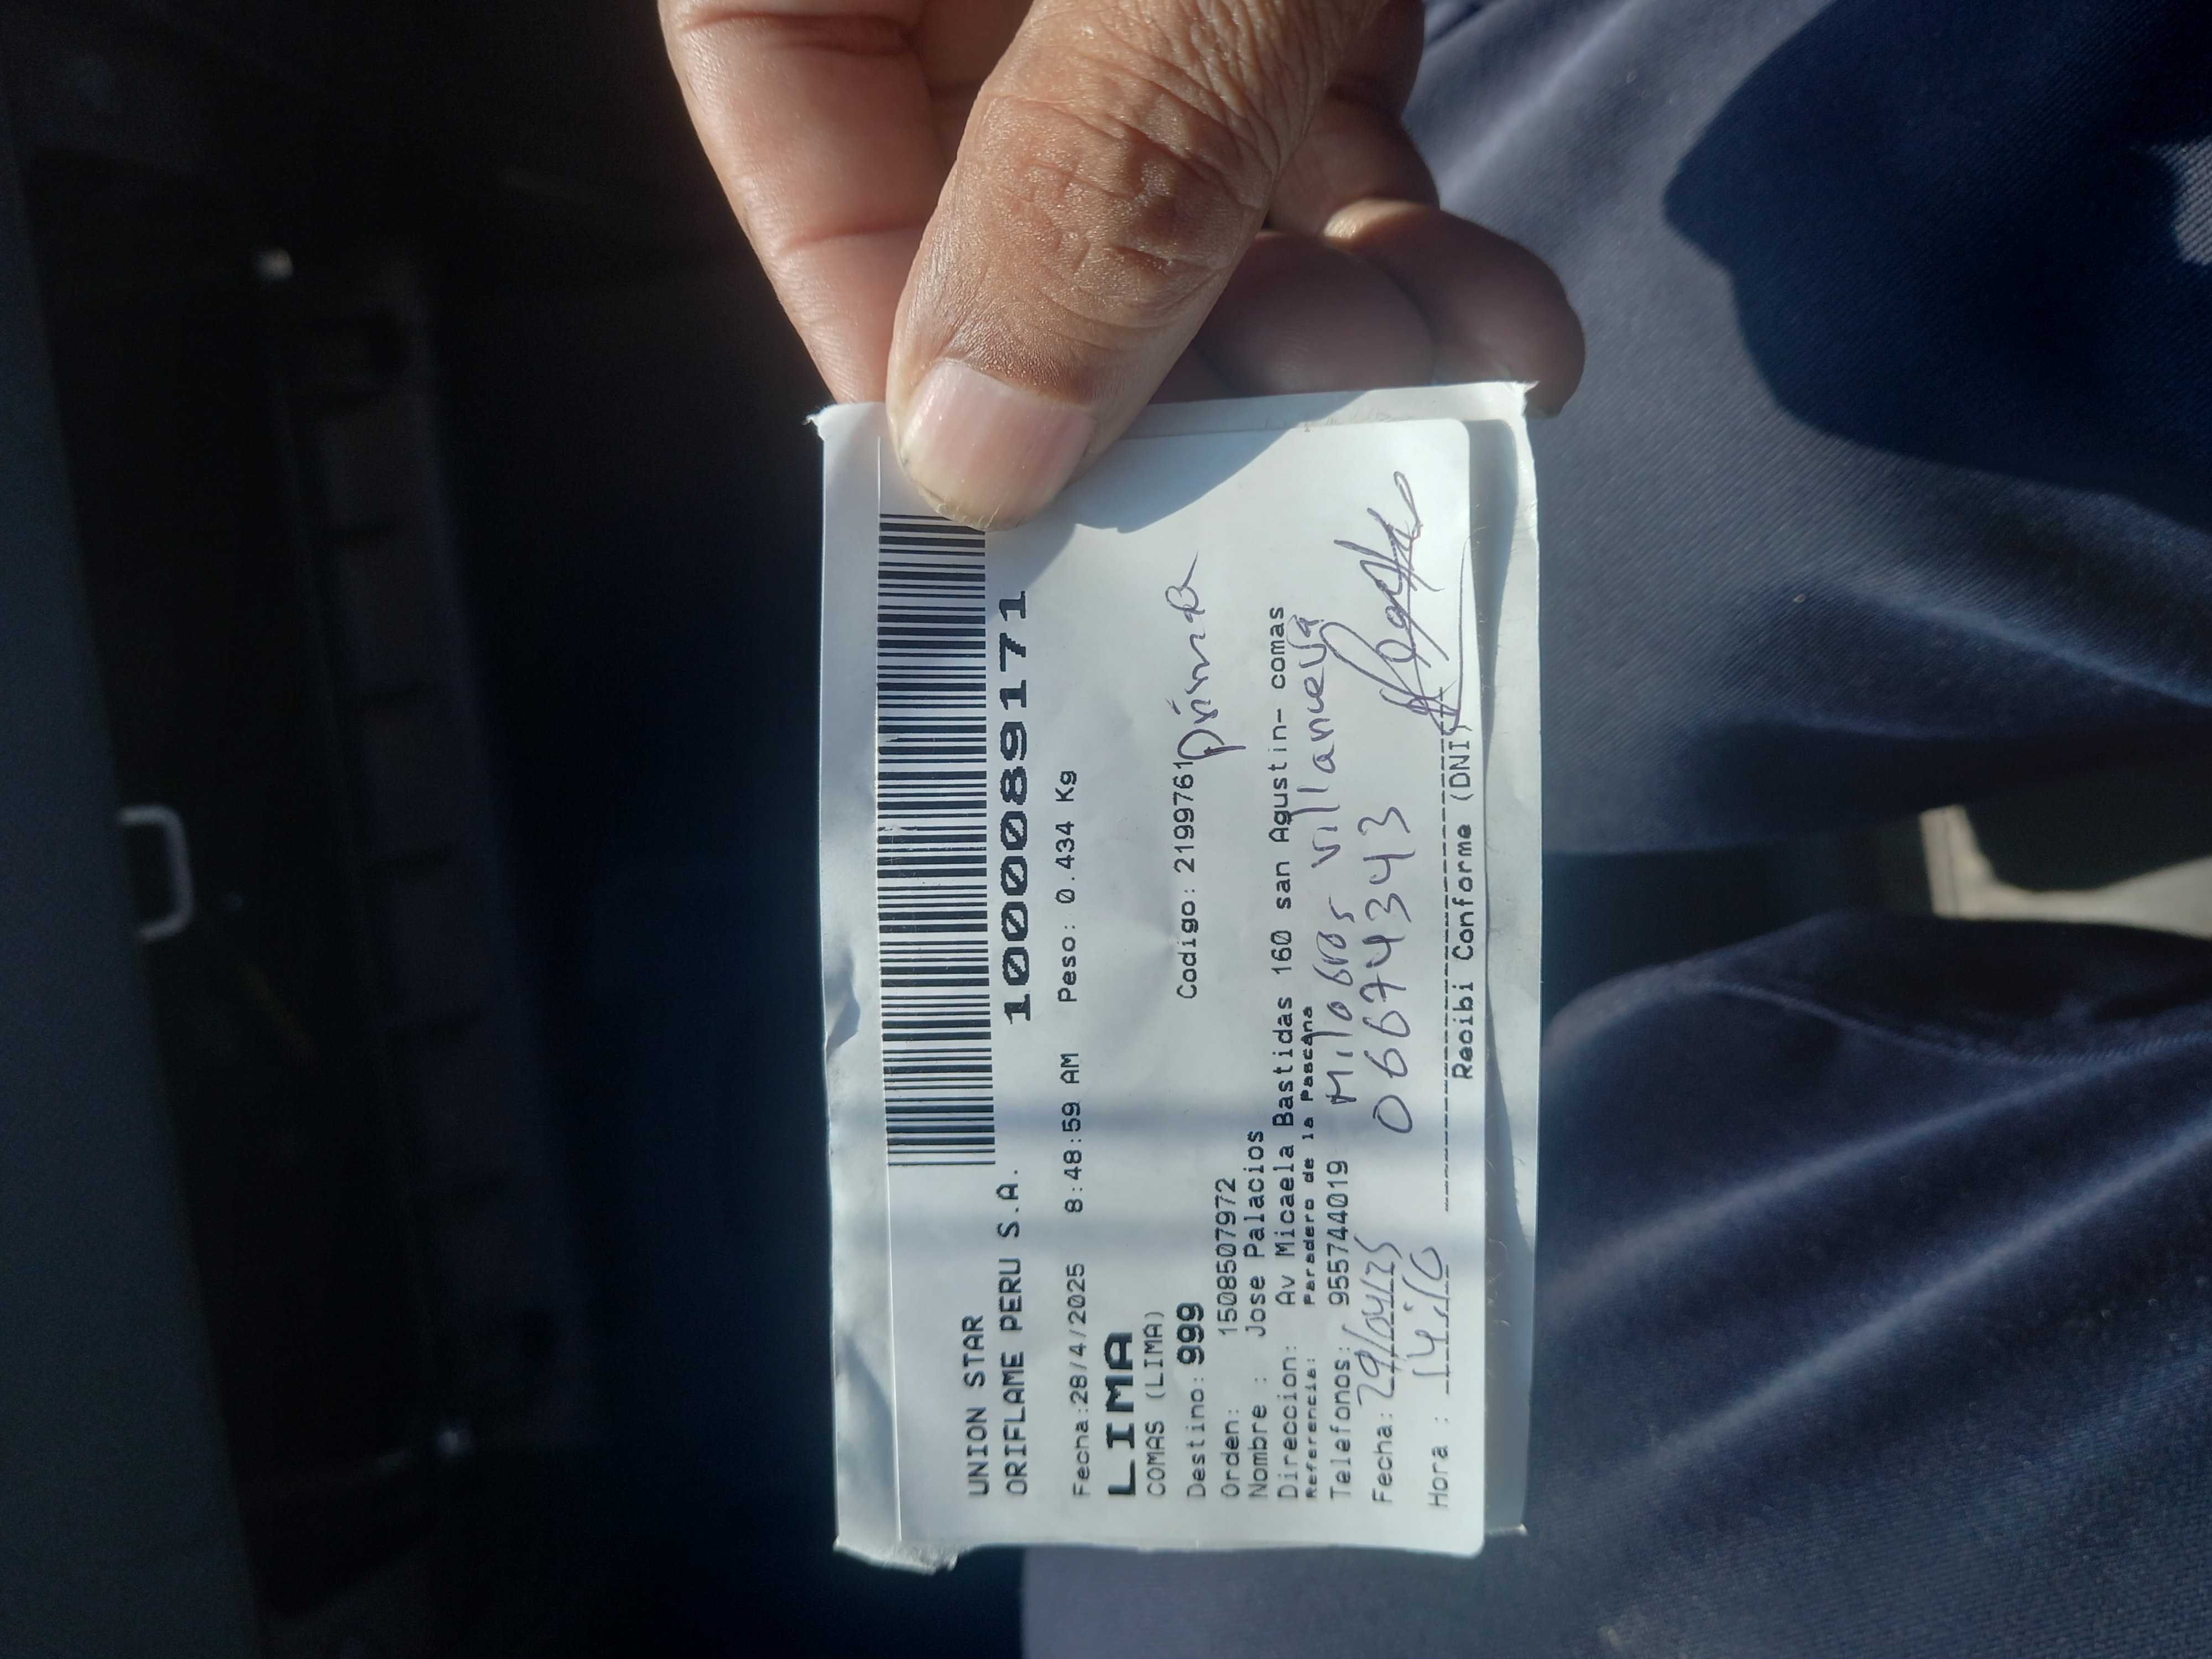 UNION STAR
ORIFLAME PERU S.A.
1000089171
Fecha:28/4/2025 8:48:59 AM Peso: 0.434 Kg
LIMA
COMAS (LIMA)
Destino: 999 Codigo: 2199761 prima
Orden: 1508507972
Nombre : Jose Palacios
Direccion: Av Micaela Bastidas 160 san Agustin- comas
Referencia: Paradero de la Pascana
Telefonos: 955744019 Milagros villanueva
Fecha: 29/04/25 06674343
Hora : 14:10
Recibi Conforme (DNI)